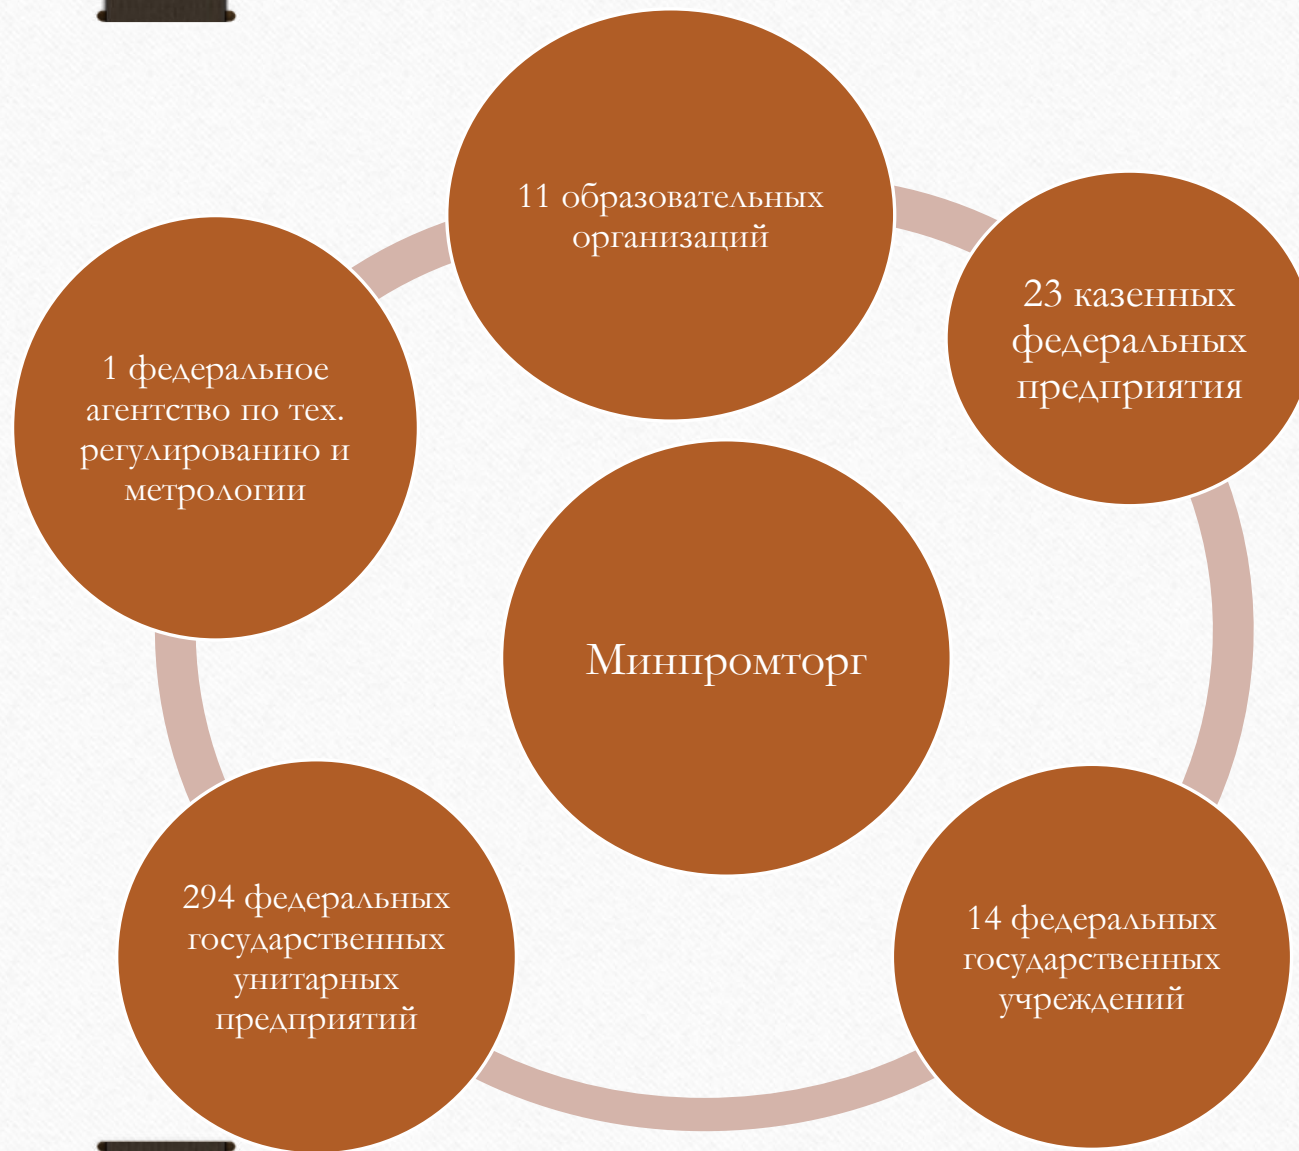 11 образовательных
организаций
23 казенных
федеральных
предприятия
1 федеральное
агентство по тех.
регулированию и
метрологии
Минпромторг
294 федеральных
государственных
унитарных
предприятий
14 федеральных
государственных
учреждений